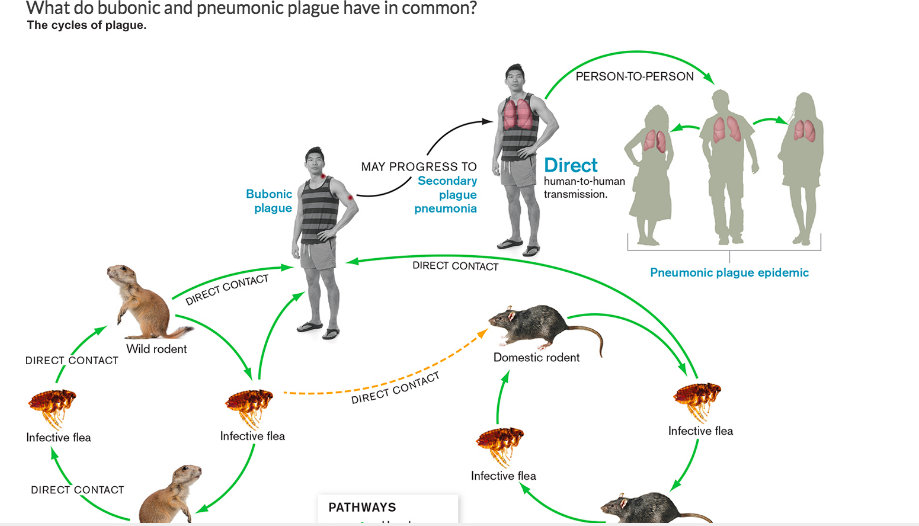 What do bubonic and pneumonic plague have in common?
The cycles of plague.
PERSON-TO-PERSON
MAY PROGRESS TO
Secondary
plague
pneumonia
Direct
human-to-human
transmission.
Bubonic
plague
Pneumonic plague epidemic
DIRECT CONTACT
DIRECT CONTACT
Wild rodent
DIRECT CONTACT
Domestic rodent
DIRECT CONTACT
Infective flea
Infective flea
Infective flea
Infective flea
DIRECT CONTACT
PATHWAYS